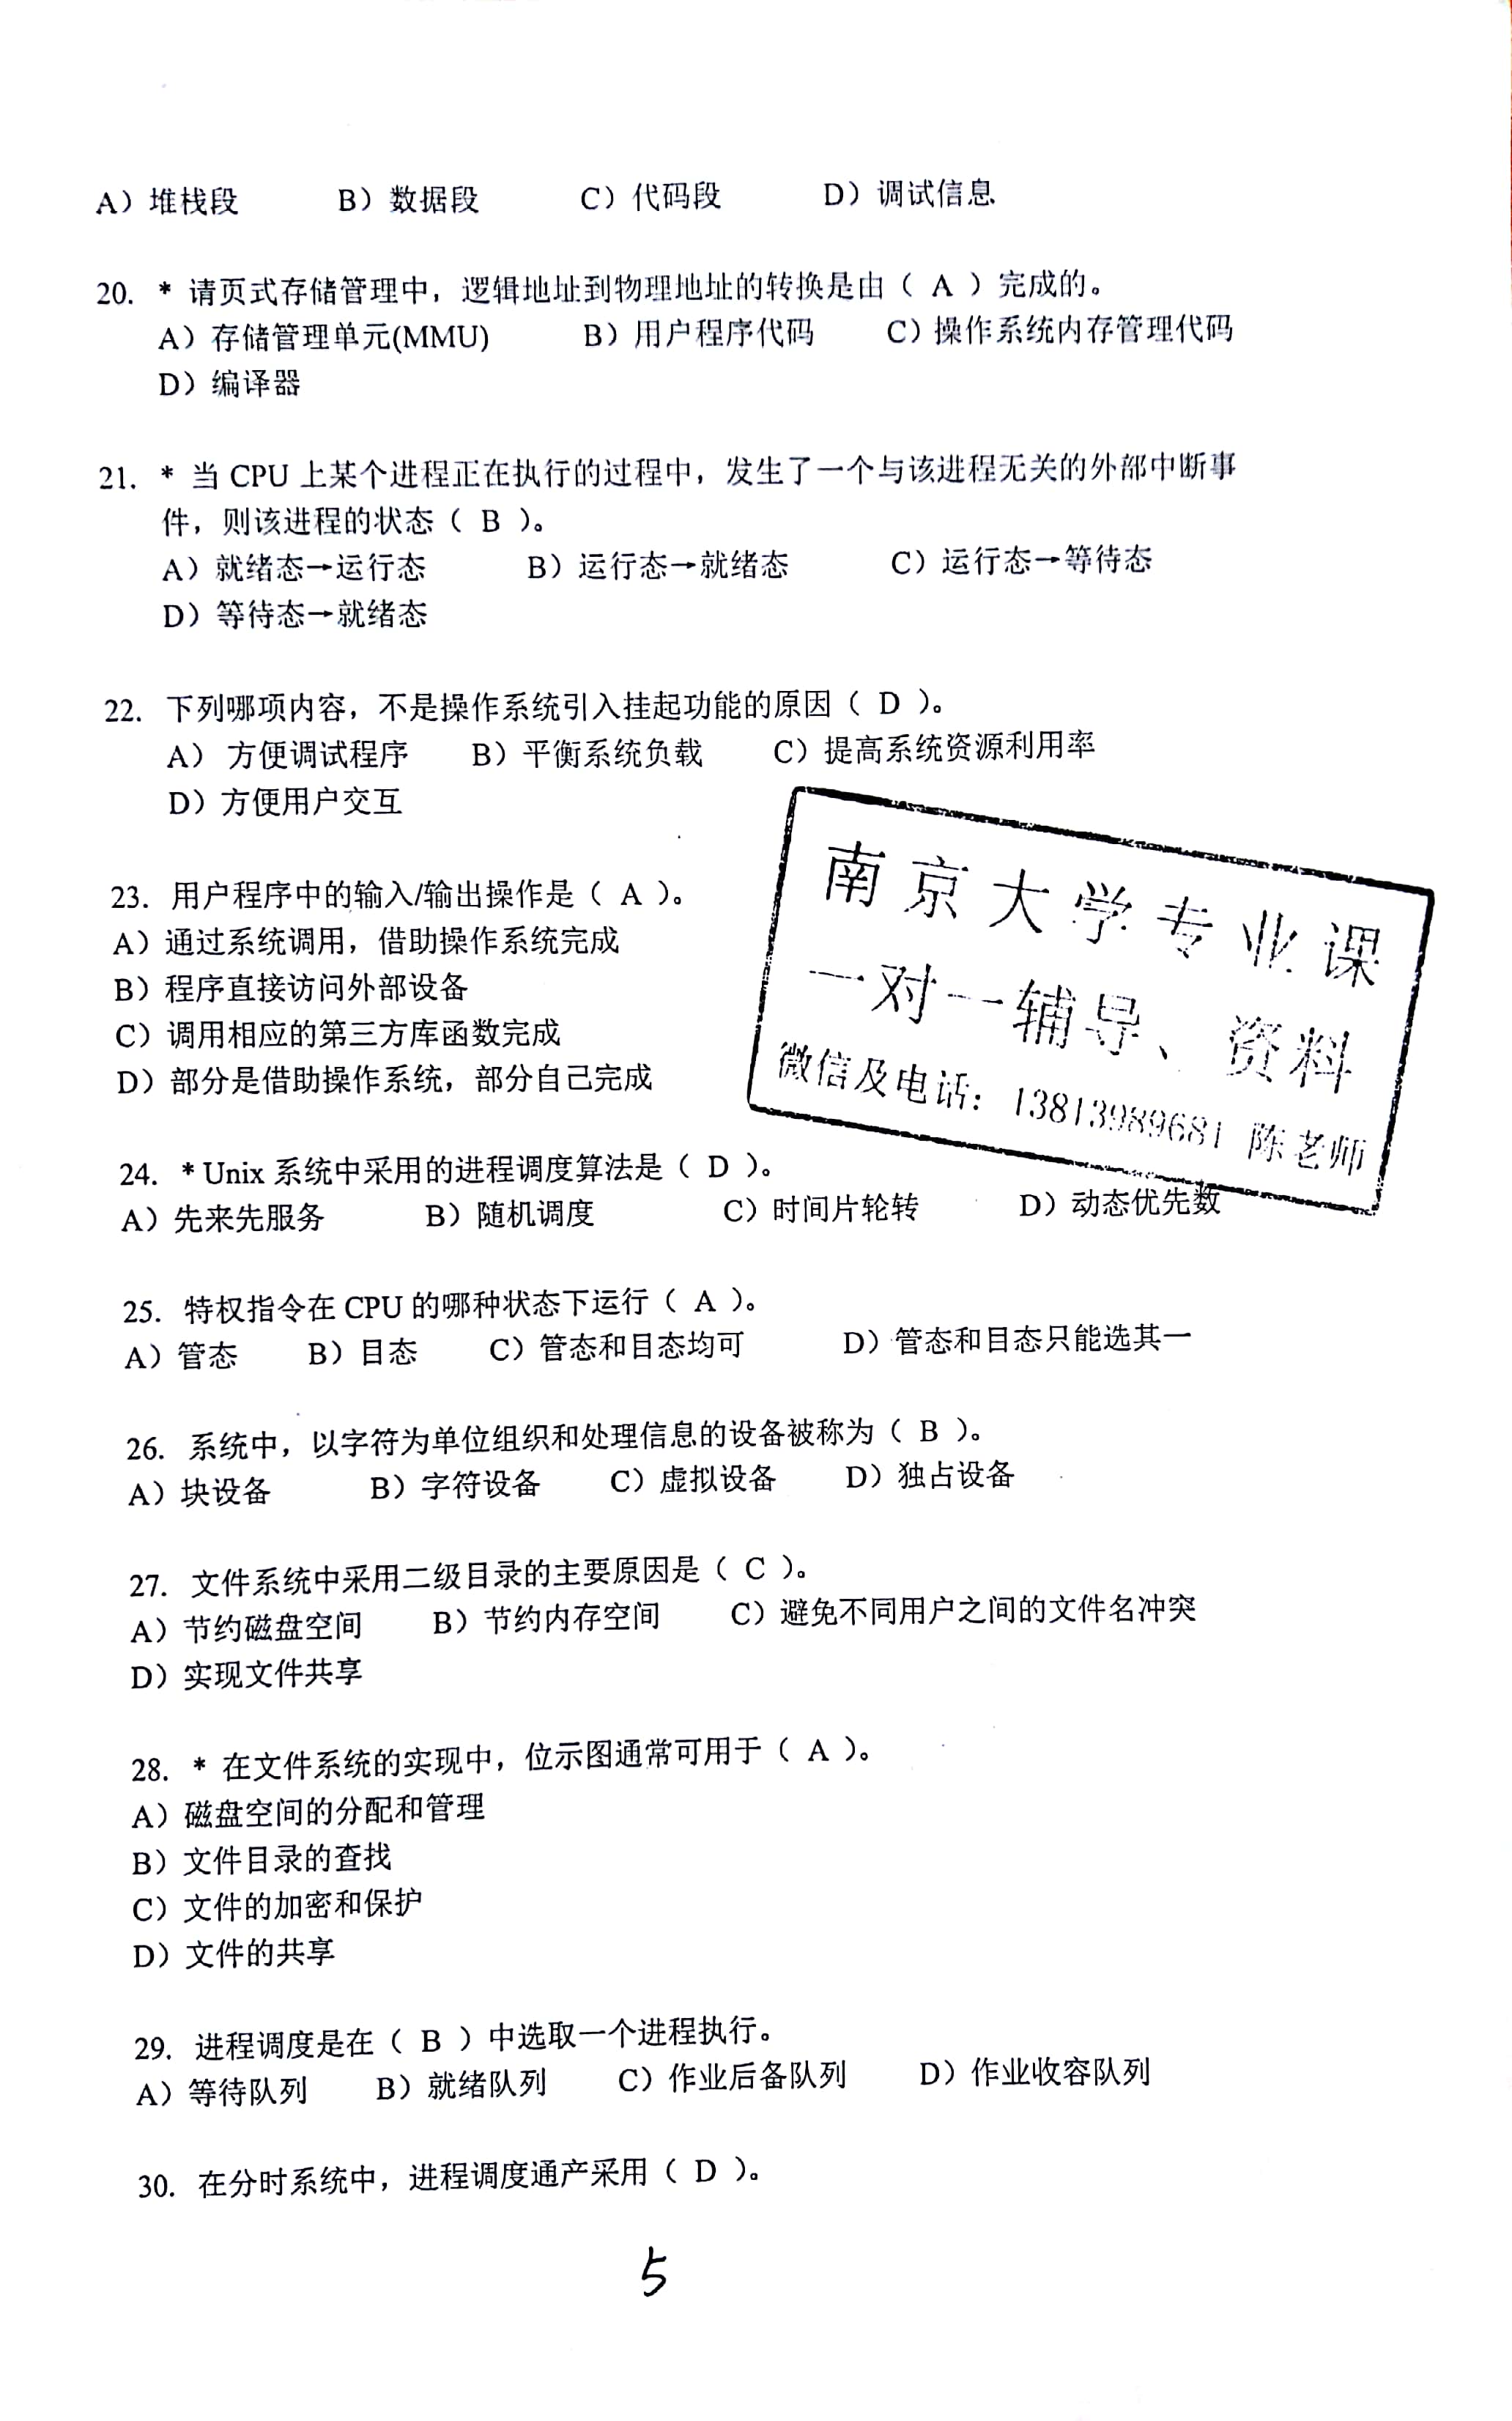 A）堆栈段 B）数据段 C）代码段 D）调试信息
20. * 请页式存储管理中，逻辑地址到物理地址的转换是由（ A ）完成的。
A）存储管理单元(MMU) B）用户程序代码 C）操作系统内存管理代码
D）编译器
21. * 当 CPU 上某个进程正在执行的过程中，发生了一个与该进程无关的外部中断事
件，则该进程的状态（ B ）。
A）就绪态→运行态 B）运行态→就绪态 C）运行态→等待态
D）等待态→就绪态
22. 下列哪项内容，不是操作系统引入挂起功能的原因（ D ）。
A） 方便调试程序 B）平衡系统负载 C）提高系统资源利用率
D）方便用户交互
23. 用户程序中的输入/输出操作是（ A ）。
A）通过系统调用，借助操作系统完成
B）程序直接访问外部设备
C）调用相应的第三方库函数完成
D）部分是借助操作系统，部分自己完成
南京大学专业课
一对一辅导、资料
微信及电话：13813989681 陈老师
24. * Unix 系统中采用的进程调度算法是（ D ）。
A）先来先服务 B）随机调度 C）时间片轮转 D）动态优先数
25. 特权指令在 CPU 的哪种状态下运行（ A ）。
A）管态 B）目态 C）管态和目态均可 D）管态和目态只能选其一
26. 系统中，以字符为单位组织和处理信息的设备被称为（ B ）。
A）块设备 B）字符设备 C）虚拟设备 D）独占设备
27. 文件系统中采用二级目录的主要原因是（ C ）。
A）节约磁盘空间 B）节约内存空间 C）避免不同用户之间的文件名冲突
D）实现文件共享
28. * 在文件系统的实现中，位示图通常可用于（ A ）。
A）磁盘空间的分配和管理
B）文件目录的查找
C）文件的加密和保护
D）文件的共享
29. 进程调度是在（ B ）中选取一个进程执行。
A）等待队列 B）就绪队列 C）作业后备队列 D）作业收容队列
30. 在分时系统中，进程调度通产采用（ D ）。
5